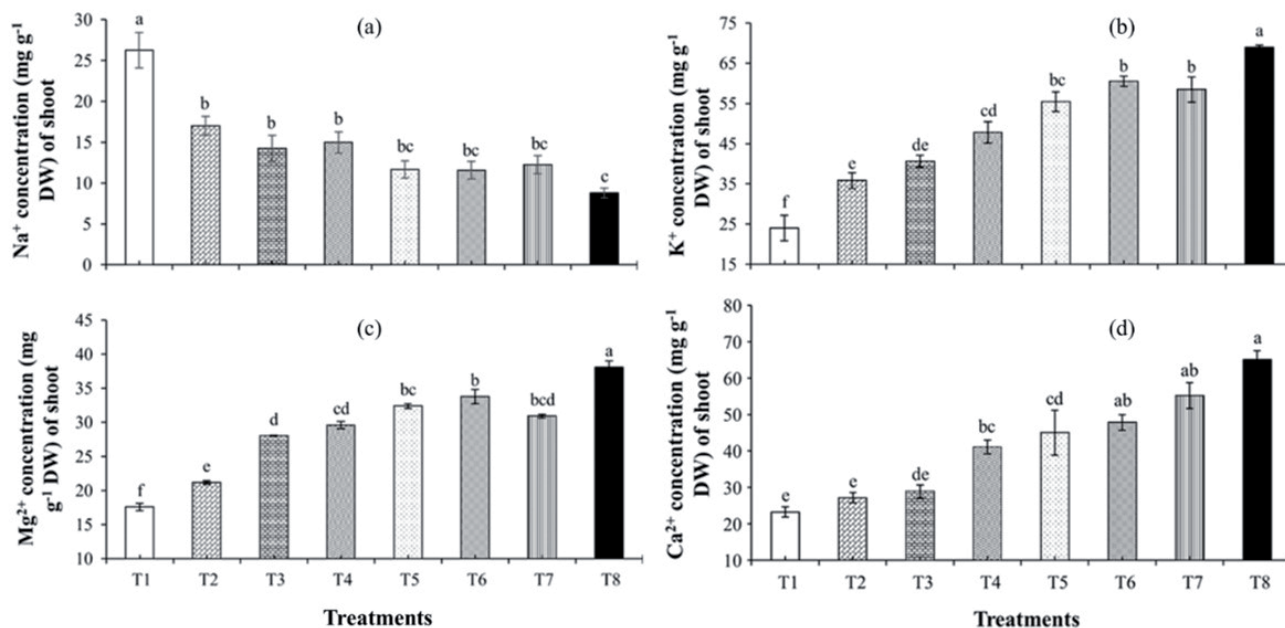 (a)
Na⁺ concentration (mg g⁻¹
DW) of shoot
30
25
20
15
10
5
0
a
b
b
b
bc
bc
bc
c
(b)
K⁺ concentration (mg g⁻¹
DW) of shoot
75
65
55
45
35
25
15
f
e
de
cd
bc
b
b
a
(c)
Mg²⁺ concentration (mg
g⁻¹ DW) of shoot
45
40
35
30
25
20
15
10
f
e
d
cd
bc
b
bcd
a
T1 T2 T3 T4 T5 T6 T7 T8
Treatments
(d)
Ca²⁺ concentration (mg g⁻¹
DW) of shoot
80
70
60
50
40
30
20
10
e
e
de
bc
cd
ab
ab
a
T1 T2 T3 T4 T5 T6 T7 T8
Treatments